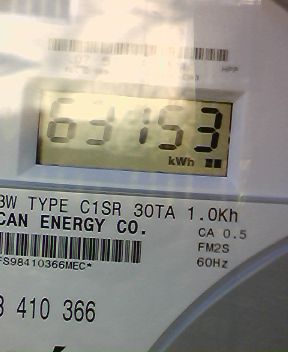 63153
kWh
3W TYPE C1SR 30TA 1.0Kh
CAN ENERGY CO.
CA 0.5
FM2S
FS98410366MEC*
60Hz
410 366